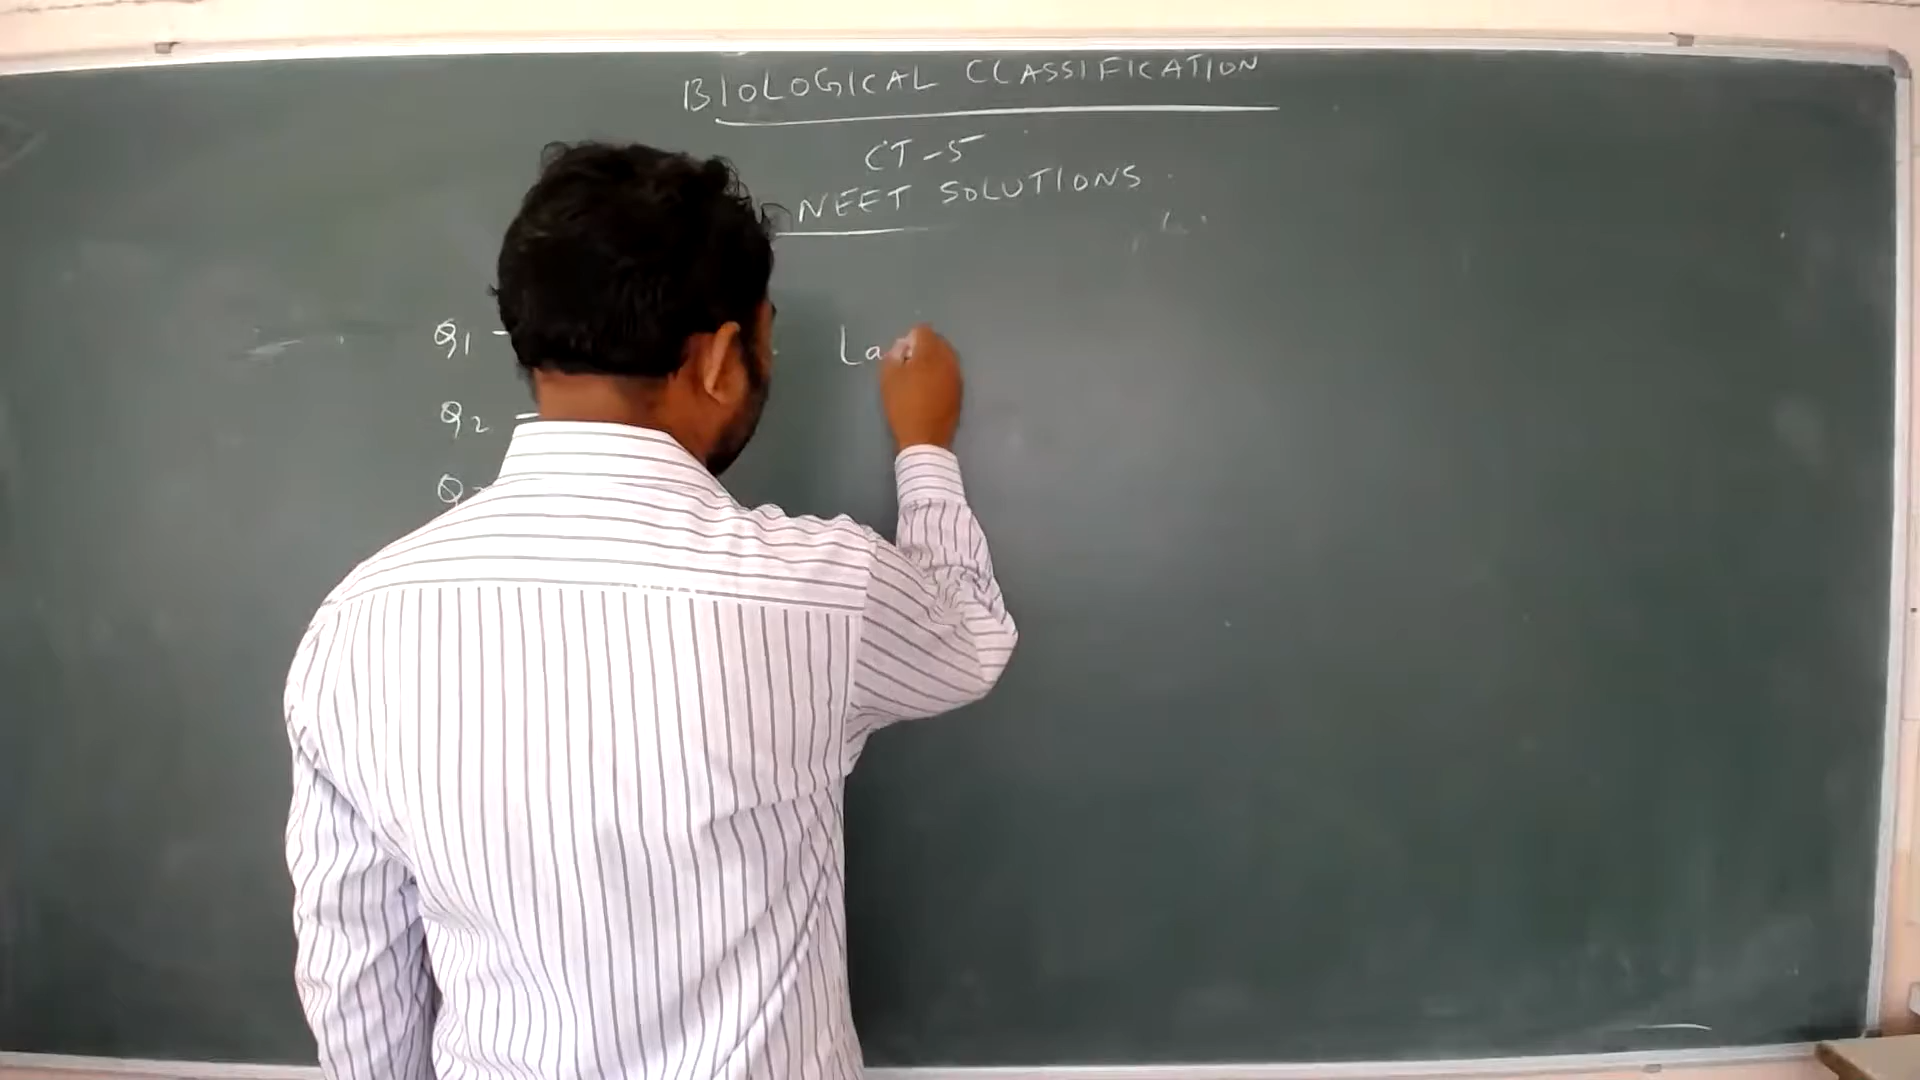 BIOLOGICAL CLASSIFICATION
CT-5
NEET SOLUTIONS
Q1 - La
Q2 -
Q